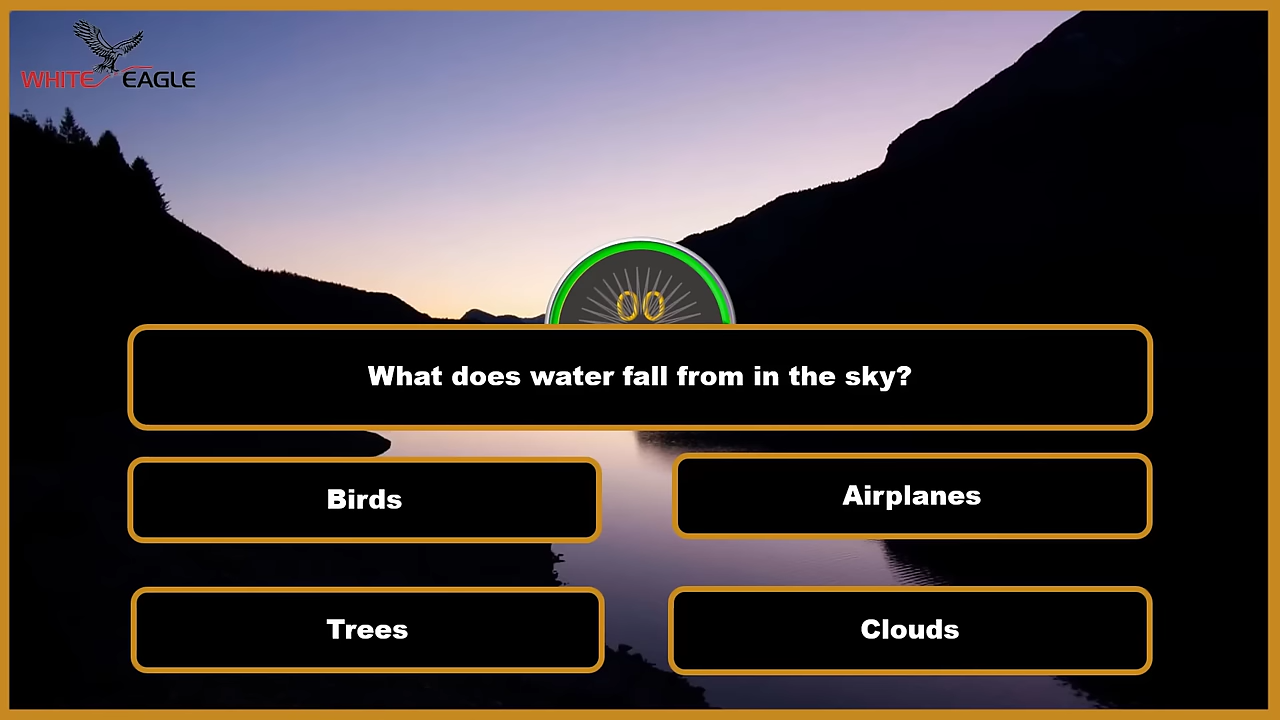 WHITE EAGLE
00
What does water fall from in the sky?
Birds
Airplanes
Trees
Clouds